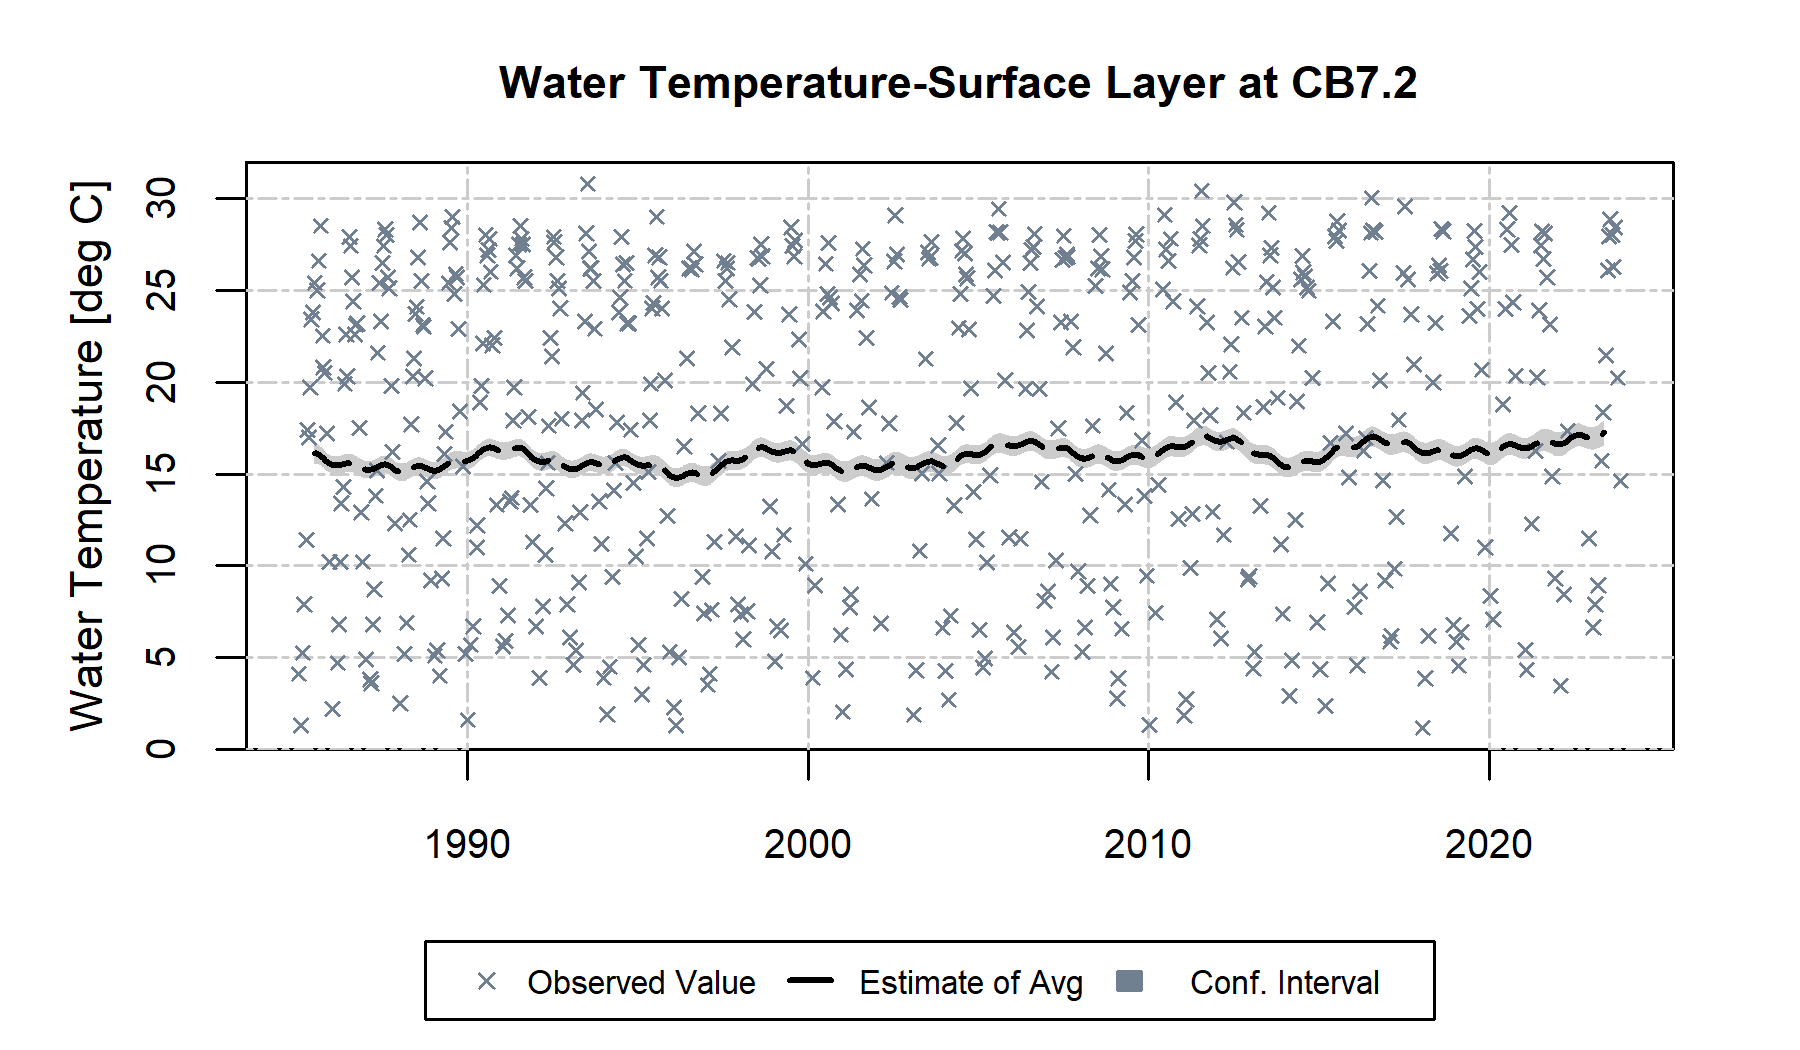 Water Temperature-Surface Layer at CB7.2
Water Temperature [deg C]
30
25
20
15
10
5
0
1990 2000 2010 2020
Observed Value Estimate of Avg Conf. Interval